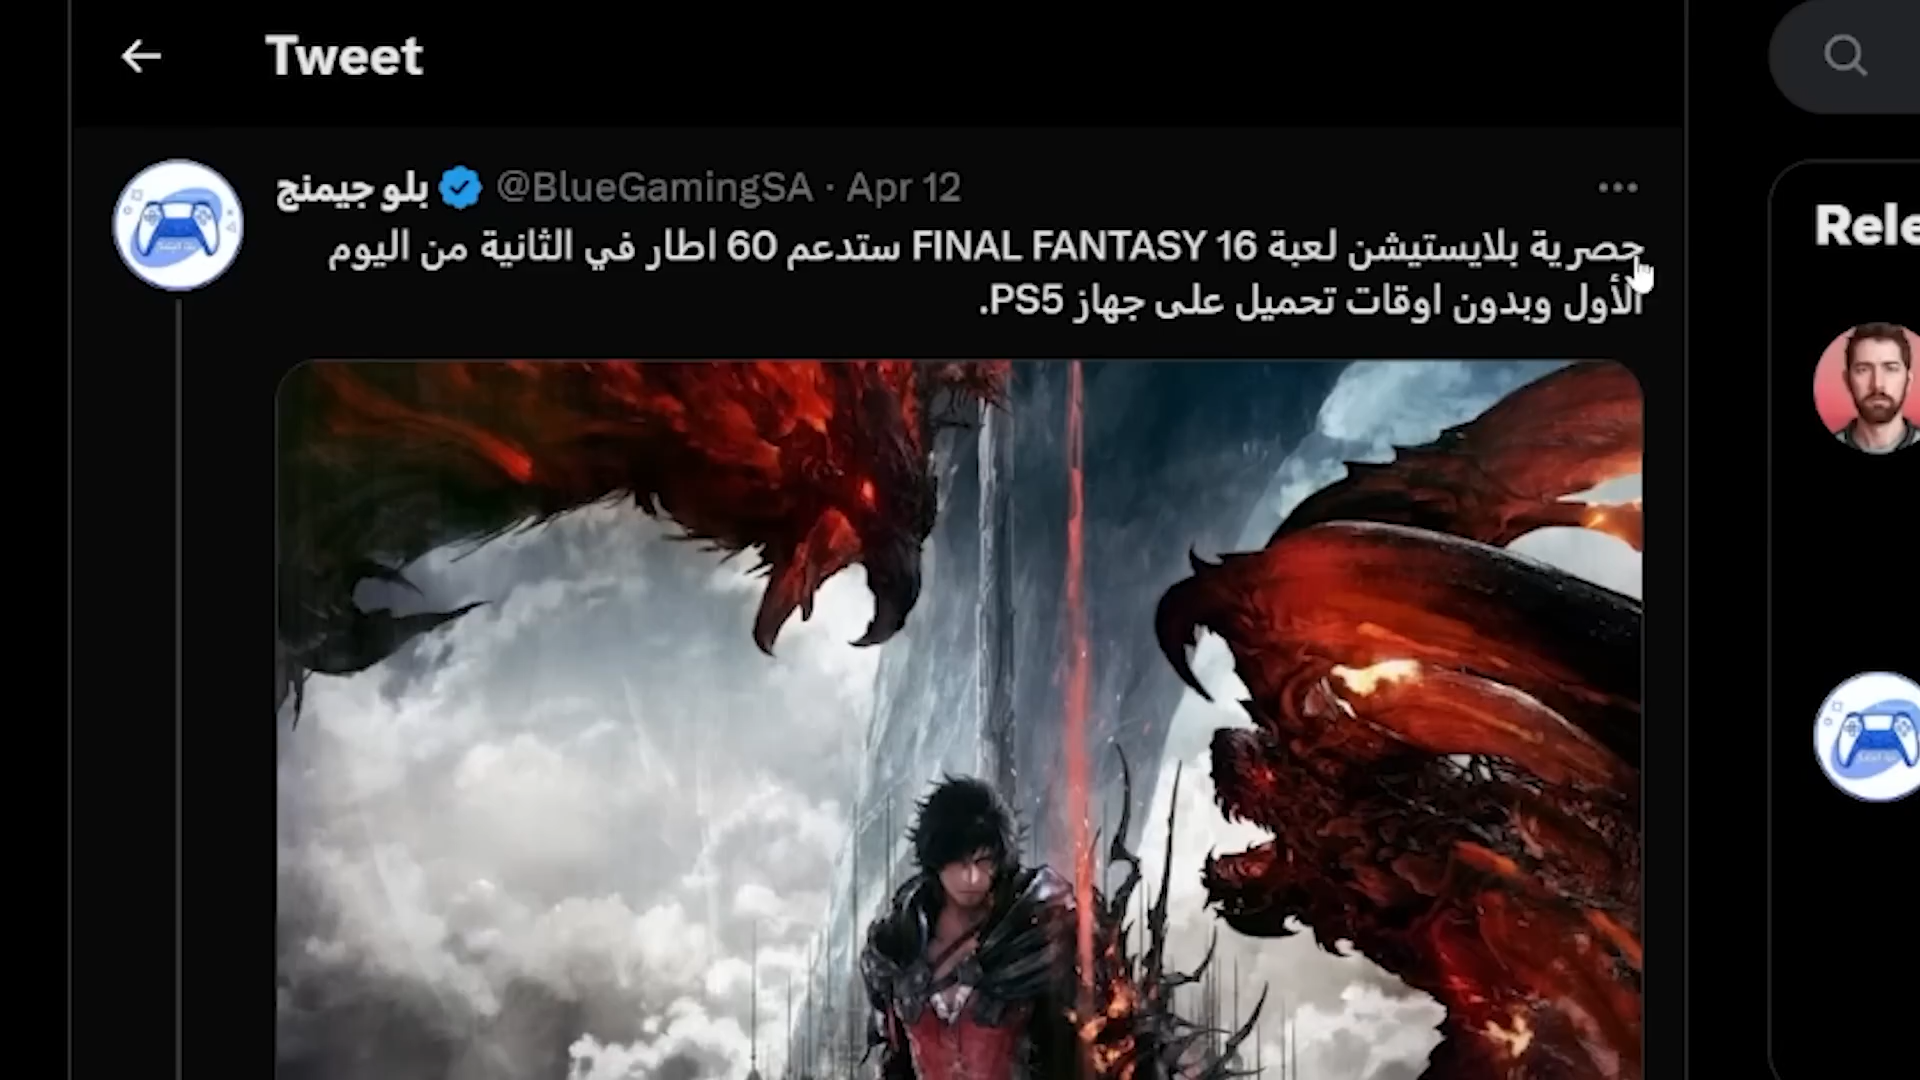 Tweet
بلو جيمنج @BlueGamingSA · Apr 12
حصرية بلايستيشن لعبة FINAL FANTASY 16 ستدعم 60 اطار في الثانية من اليوم
الأول وبدون اوقات تحميل على جهاز PS5.
Rele